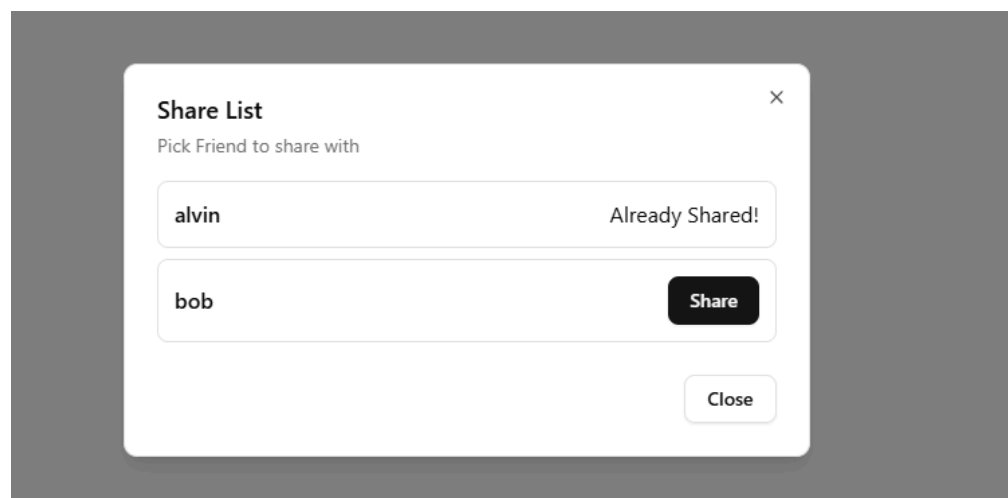 Share List
Pick Friend to share with
alvin Already Shared!
bob Share
Close